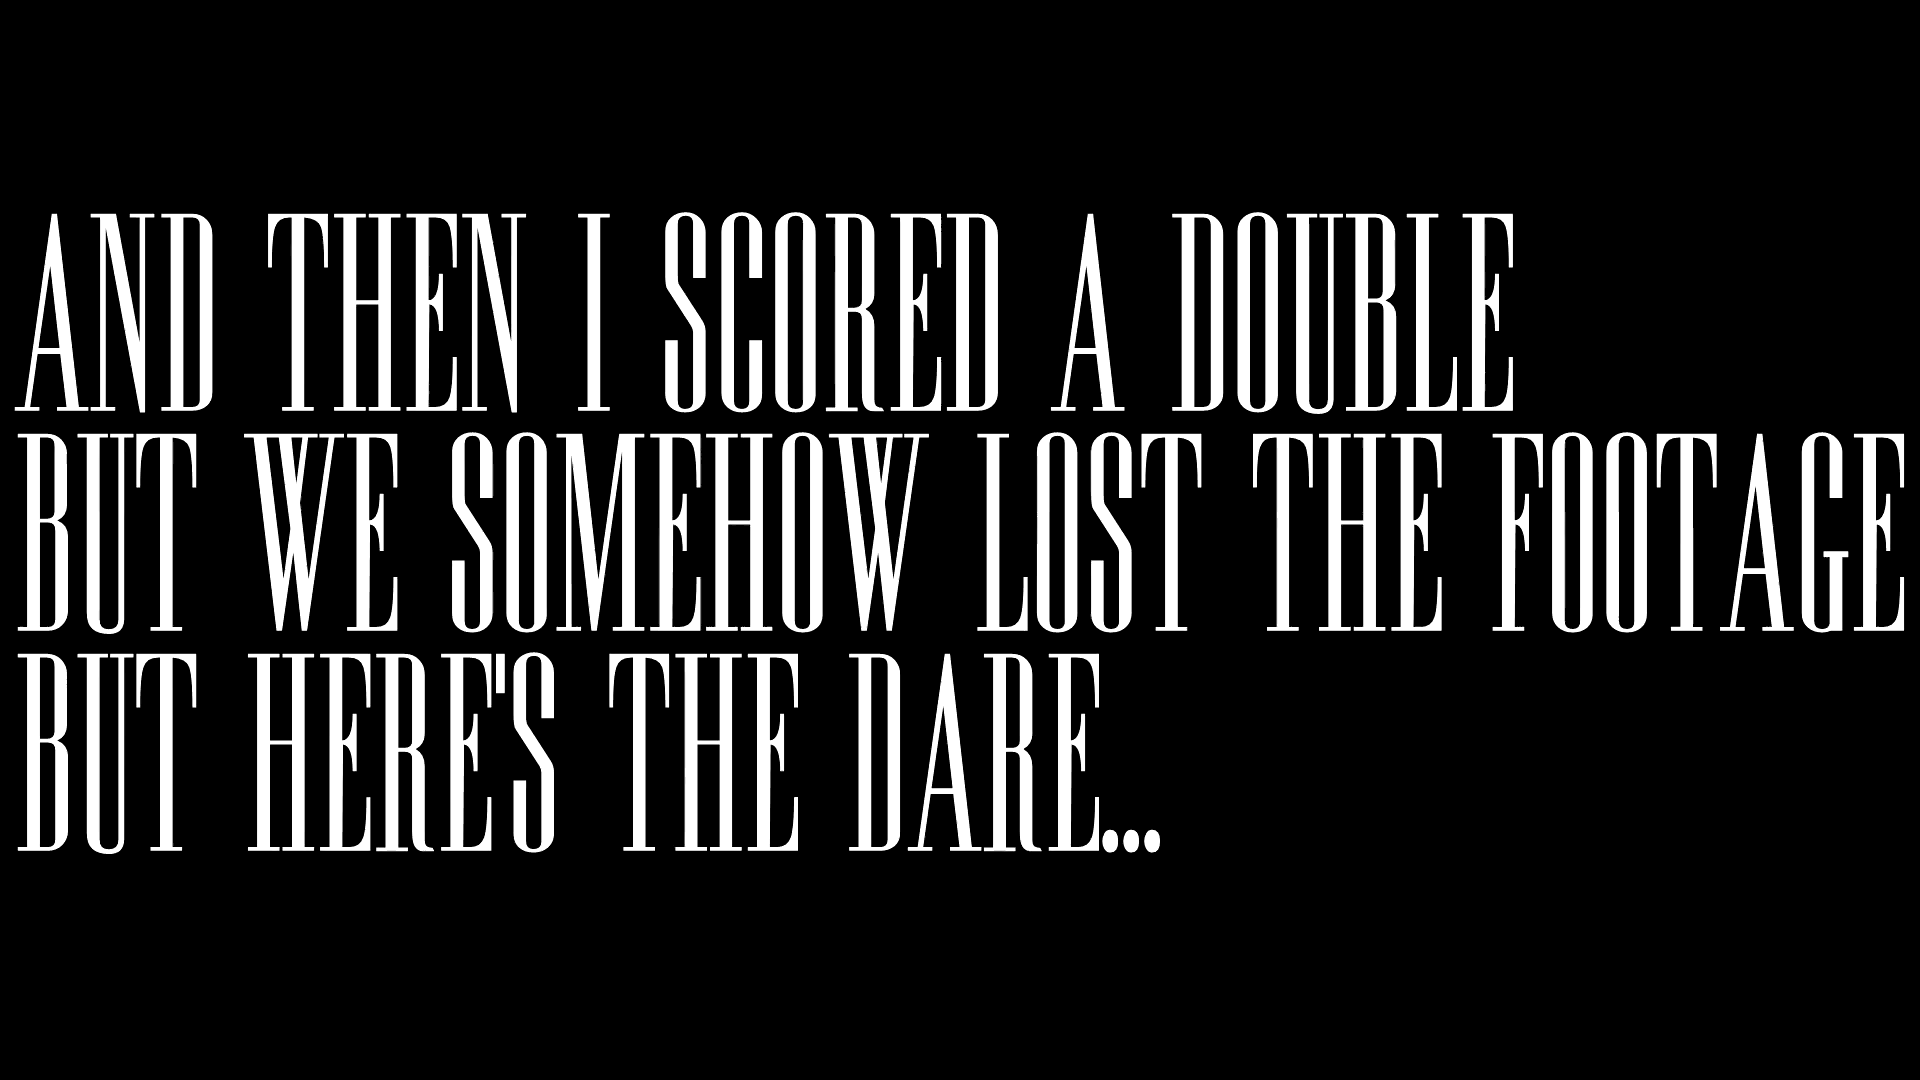 AND THEN I SCORED A DOUBLE
BUT WE SOMEHOW LOST THE FOOTAGE
BUT HERE'S THE DARE...